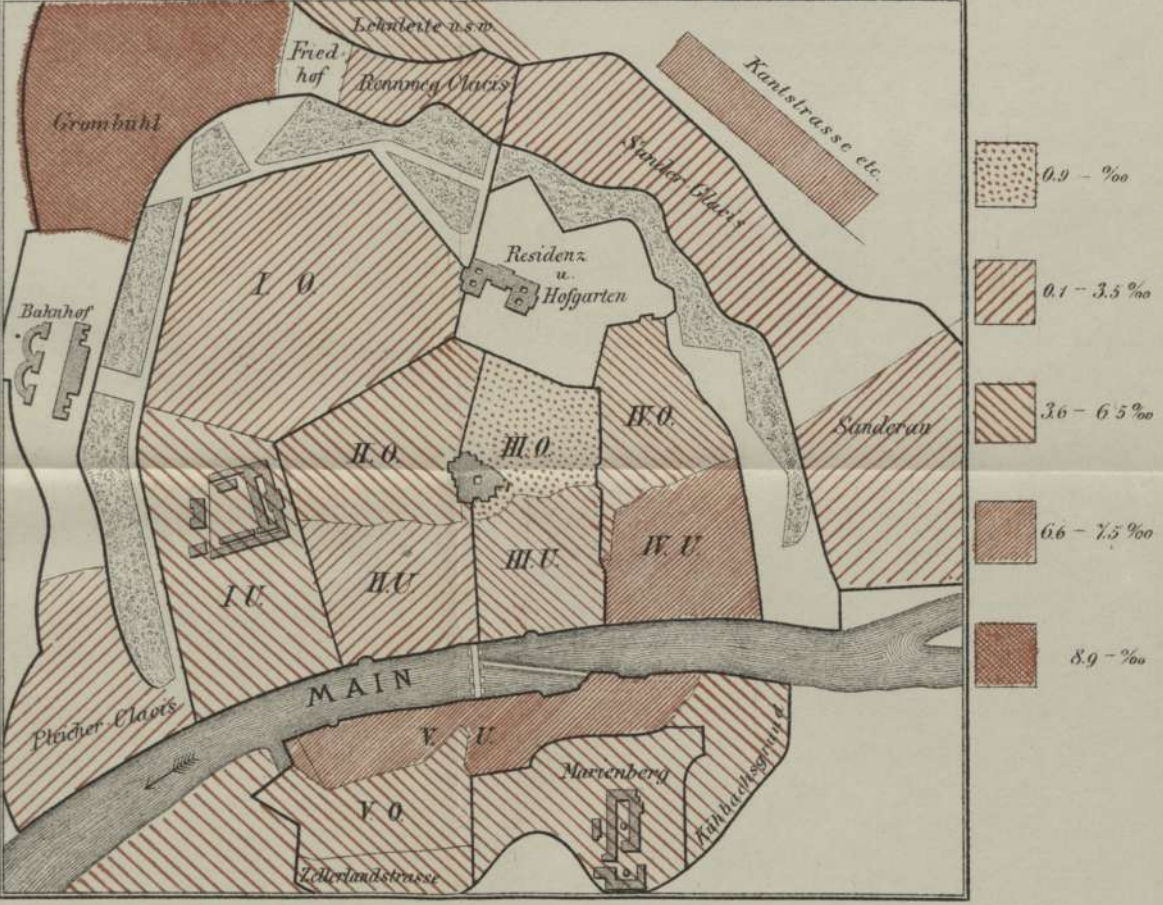 Lehnleite u.s.w.
Fried-
hof
Rennweg Glacis
Grombühl
Kantstrasse etc.
Sander-Glacis
I O.
Residenz
u.
Hofgarten
Bahnhof
II. O.
III. O.
IV. O.
Sanderau
I U.
II. U.
III. U.
IV. U.
MAIN
Pleicher-Glacis
V. U.
Marienberg
Kühbachsgrund
V. O.
Zellerlandstrasse
0.9 - ‰
0.1 - 3.5 ‰
3.6 - 6.5 ‰
6.6 - 7.5 ‰
8.9 - ‰